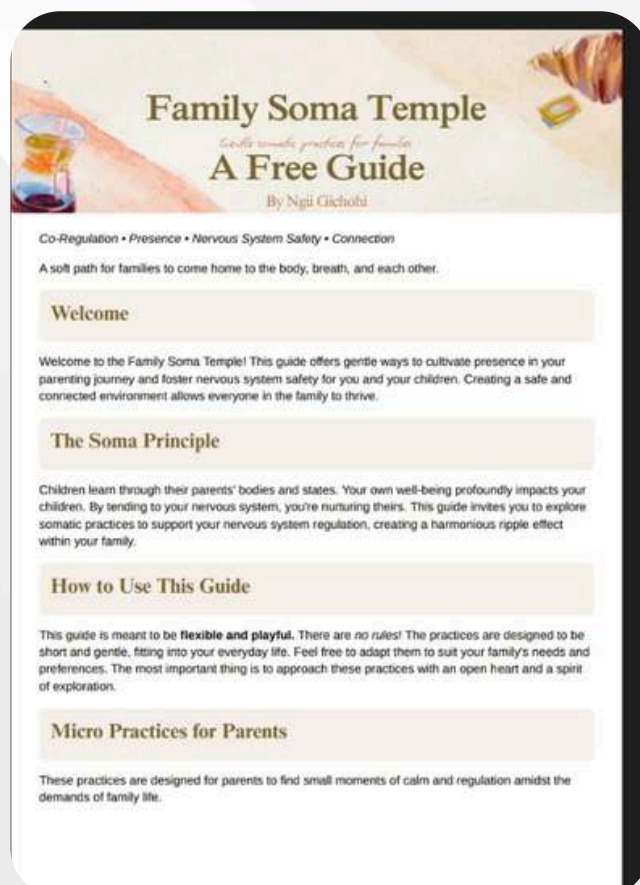 Family Soma Temple
Gentle somatic practices for families
A Free Guide
By Ngii Gichohi
Co-Regulation • Presence • Nervous System Safety • Connection
A soft path for families to come home to the body, breath, and each other.
Welcome
Welcome to the Family Soma Temple! This guide offers gentle ways to cultivate presence in your
parenting journey and foster nervous system safety for you and your children. Creating a safe and
connected environment allows everyone in the family to thrive.
The Soma Principle
Children learn through their parents' bodies and states. Your own well-being profoundly impacts your
children. By tending to your nervous system, you're nurturing theirs. This guide invites you to explore
somatic practices to support your nervous system regulation, creating a harmonious ripple effect
within your family.
How to Use This Guide
This guide is meant to be flexible and playful. There are no rules! The practices are designed to be
short and gentle, fitting into your everyday life. Feel free to adapt them to suit your family's needs and
preferences. The most important thing is to approach these practices with an open heart and a spirit
of exploration.
Micro Practices for Parents
These practices are designed for parents to find small moments of calm and regulation amidst the
demands of family life.